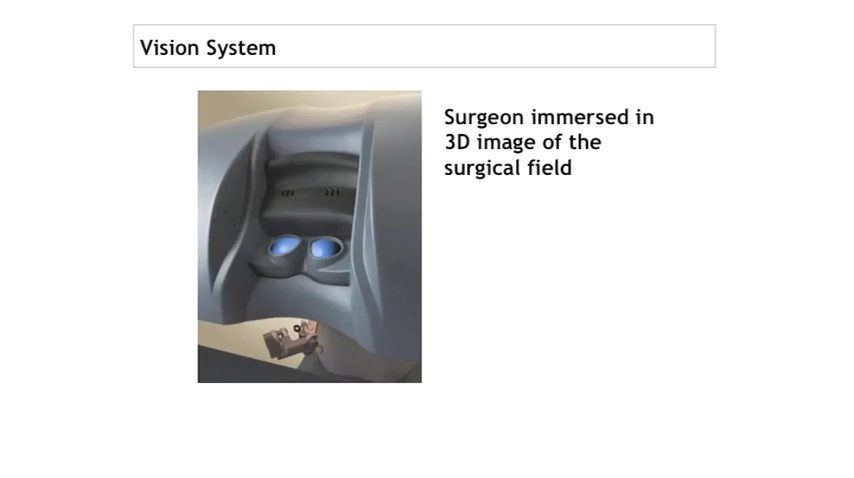 Vision System
Surgeon immersed in
3D image of the
surgical field